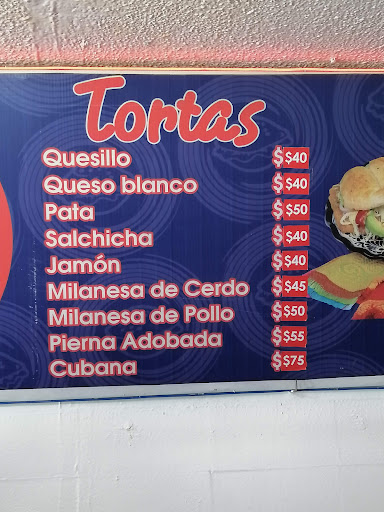 Tortas
Quesillo $ $40
Queso blanco $ $40
Pata $ $50
Salchicha $ $40
Jamón $ $40
Milanesa de Cerdo $ $45
Milanesa de Pollo $ $50
Pierna Adobada $ $55
Cubana $ $75